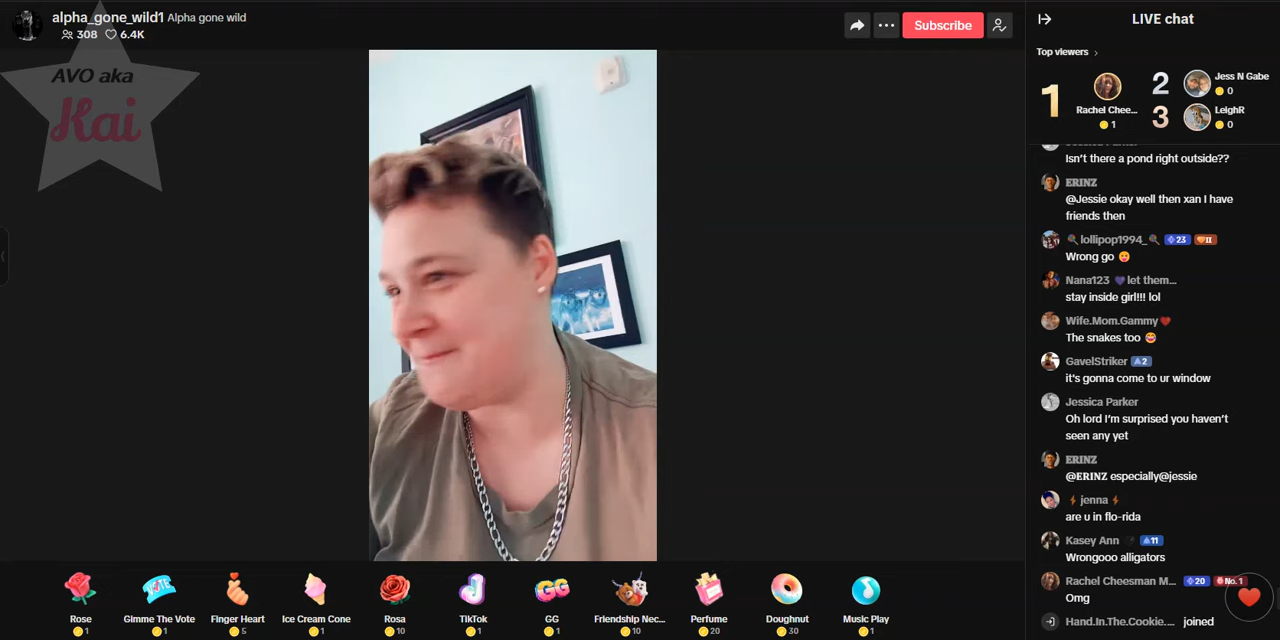 alpha_gone_wild1 Alpha gone wild
308 6.4K
Subscribe
AVO aka
Kai
LIVE chat
Top viewers
1
Rachel Chee...
1
2
Jess N Gabe
0
3
LeighR
0
Isn't there a pond right outside??
ERINZ
@Jessie okay well then xan I have
friends then
lollipop1994_ 23 II
Wrong go
Nana123 let them...
stay inside girl!!! lol
Wife.Mom.Gammy
The snakes too
GavelStriker 2
it's gonna come to ur window
Jessica Parker
Oh lord I'm surprised you haven't
seen any yet
ERINZ
@ERINZ especially@jessie
jenna
are u in flo-rida
Kasey Ann 11
Wrongooo alligators
Rachel Cheesman M... 20 No. 1
Omg
Hand.In.The.Cookie.... joined
VOTE
GG
Rose
1
Gimme The Vote
1
Finger Heart
5
Ice Cream Cone
1
Rosa
10
TikTok
1
GG
1
Friendship Nec...
10
Perfume
20
Doughnut
30
Music Play
1